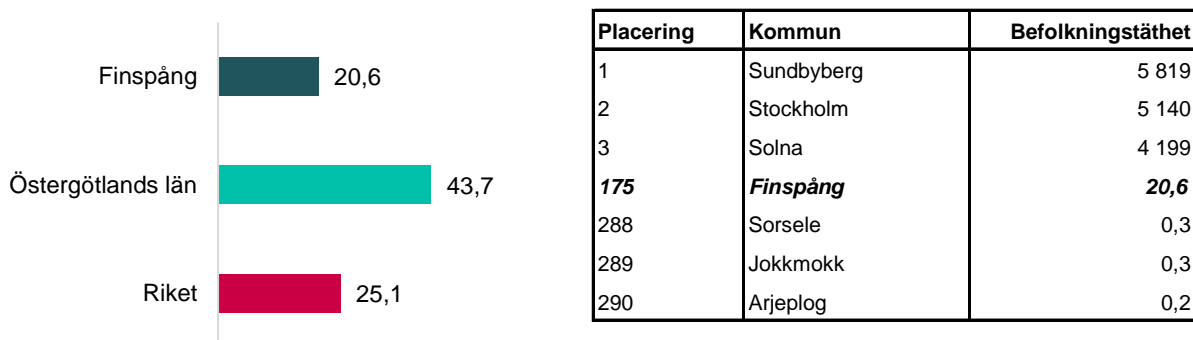 Finspång 20,6
Östergötlands län 43,7
Riket 25,1
Placering Kommun Befolkningstäthet
1 Sundbyberg 5 819
2 Stockholm 5 140
3 Solna 4 199
175 Finspång 20,6
288 Sorsele 0,3
289 Jokkmokk 0,3
290 Arjeplog 0,2